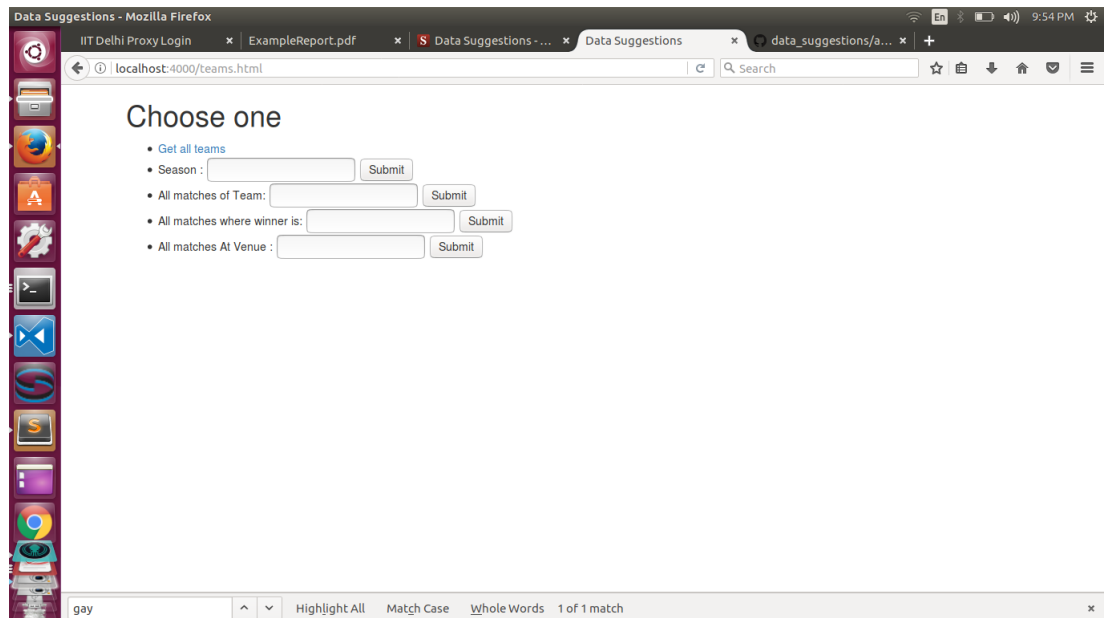 Data Suggestions - Mozilla Firefox
En
9:54 PM
IIT Delhi Proxy Login
ExampleReport.pdf
S Data Suggestions - ...
Data Suggestions
data_suggestions/a...
localhost:4000/teams.html
Search
Choose one
• Get all teams
• Season : Submit
• All matches of Team: Submit
• All matches where winner is: Submit
• All matches At Venue : Submit
gay
Highlight All Match Case Whole Words 1 of 1 match